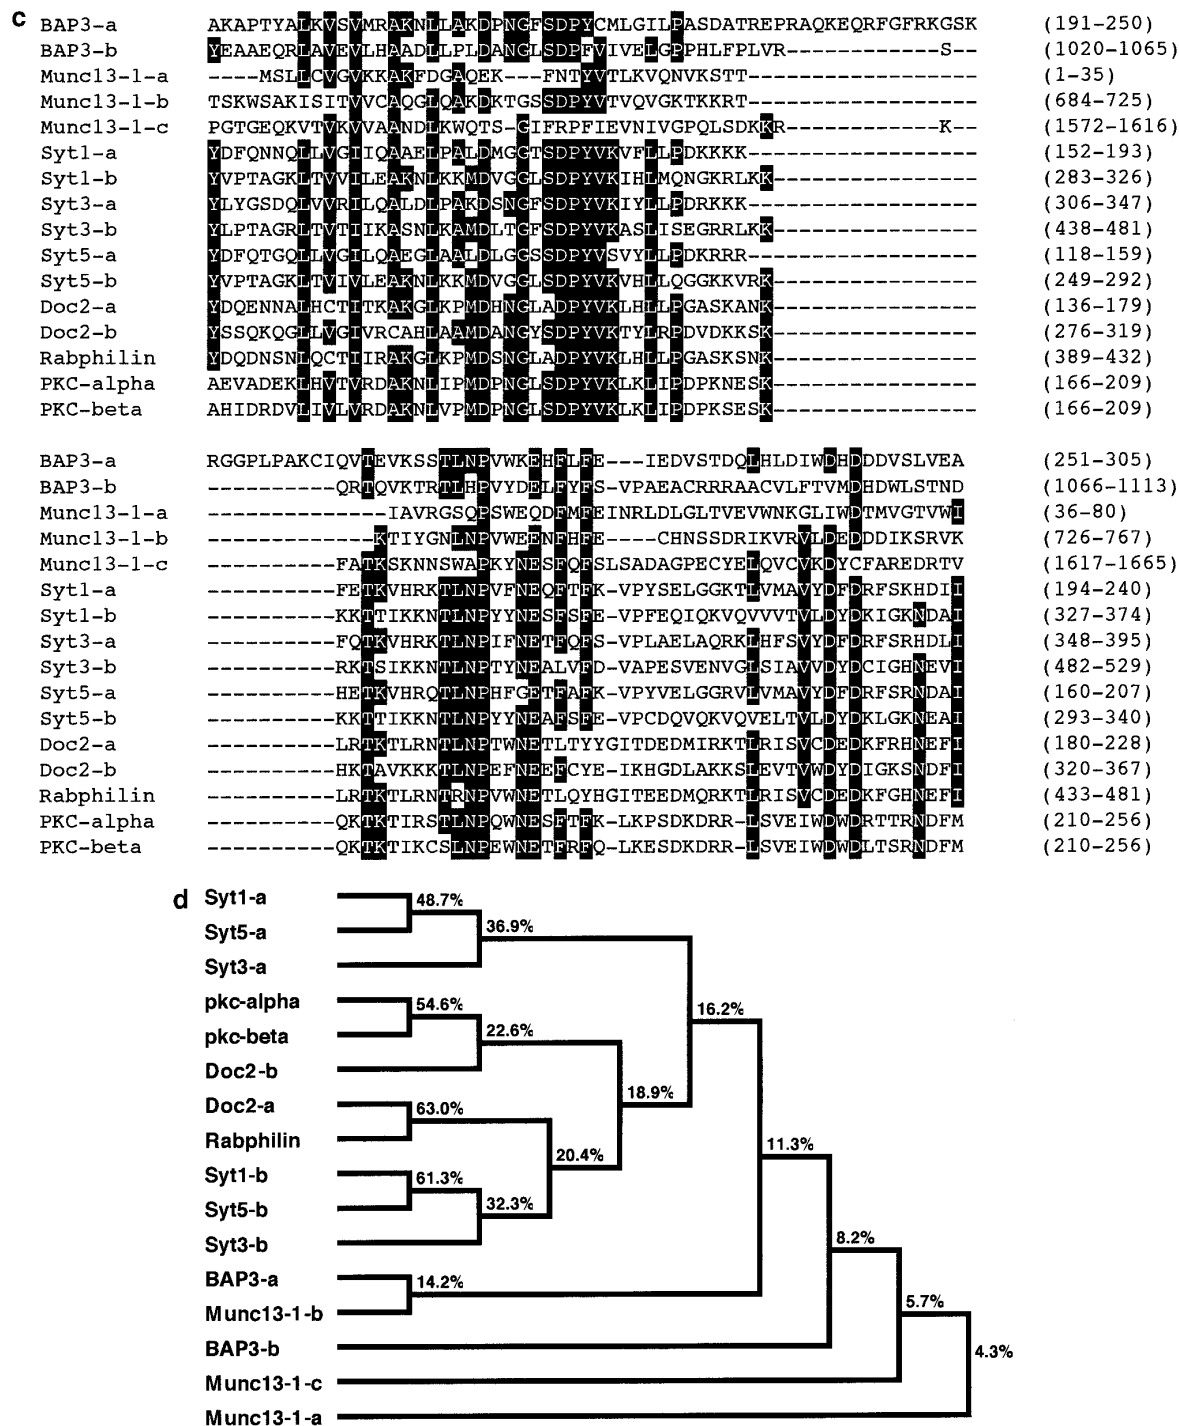 c
BAP3-a AKAPTYALKVSVMRAKNLLAKDPNGFSDPYCMLGILPASDATREPRAQKEQRFGFRKGSK (191-250)
BAP3-b YEAAEQRLAVEVLHAADLLPLDANGLSDPFVIVELGPPHLFPLVR------------S-- (1020-1065)
Munc13-1-a ----MSLLCVGVKKAKFDGAQEK---FNTYVTLKVQNVKSTT------------------ (1-35)
Munc13-1-b TSKWSAKISITVVCAQGLQAKDKTGSSDPYVTVQVGKTKKRT------------------ (684-725)
Munc13-1-c PGTGEQKVTVKVVAANDLKWQTS-GIFRPFIEVNIVGPQLSDKKR------------K-- (1572-1616)
Syt1-a YDFQNNQLLVGIIQAAELPALDMGGTSDPYVKVFLLPDKKKK------------------ (152-193)
Syt1-b YVPTAGKLTVVILEAKNLKKMDVGGLSDPYVKIHLMQNGKRLKK---------------- (283-326)
Syt3-a YLYGSDQLVVRILQALDLPAKDSNGFSDPYVKIYLLPDRKKK------------------ (306-347)
Syt3-b YLPTAGRLTVTIIKASNLKAMDLTGFSDPYVKASLISEGRRLKK---------------- (438-481)
Syt5-a YDFQTGQLLVGILQAEGLAALDLGGSSDPYVSVYLLPDKRRR------------------ (118-159)
Syt5-b YVPTAGKLTVIVLEAKNLKKMDVGGLSDPYVKVHLLQGGKKVRK---------------- (249-292)
Doc2-a YDQENNALHCTITKAKGLKPMDHNGLADPYVKLHLLPGASKANK---------------- (136-179)
Doc2-b YSSQKQGLLVGIVRCAHLAAMDANGYSDPYVKTYLRPDVDKKSK---------------- (276-319)
Rabphilin YDQDNSNLQCTIIRAKGLKPMDSNGLADPYVKLHLLPGASKSNK---------------- (389-432)
PKC-alpha AEVADEKLHVTVRDAKNLIPMDPNGLSDPYVKLKLIPDPKNESK---------------- (166-209)
PKC-beta AHIDRDVLIVLVRDAKNLVPMDPNGLSDPYVKLKLIPDPKSESK---------------- (166-209)
BAP3-a RGGPLPAKCIQVTEVKSSTLNPVWKEHFLFE---IEDVSTDQLHLDIWDHDDDVSLVEA (251-305)
BAP3-b ----------QRTQVKTRTLHPVYDELFYFS-VPAEACRRRAACVLFTVMDHDWLSTND (1066-1113)
Munc13-1-a --------------IAVRGSQPSWEQDFMFEINRLDLGLTVEVWNKGLIWDTMVGTVWI (36-80)
Munc13-1-b -------------KTIYGNLNPVWEENFHFE----CHNSSDRIKVRVLDEDDDIKSRVK (726-767)
Munc13-1-c ----------FATKSKNNSWAPKYNESFQFSLSADAGPECYELQVCVKDYCFAREDRTV (1617-1665)
Syt1-a ----------FETKVHRKTLNPVFNEQFTFK-VPYSELGGKTLVMAVYDFDRFSKHDII (194-240)
Syt1-b ----------KKTTIKKNTLNPYYNESFSFE-VPFEQIQKVQVVVTVLDYDKIGKNDAI (327-374)
Syt3-a ----------FQTKVHRKTLNPIFNETFQFS-VPLAELAQRKLHFSVYDFDRFSRHDLI (348-395)
Syt3-b ----------RKTSIKKNTLNPTYNEALVFD-VAPESVENVGLSIAVVDYDCIGHNEVI (482-529)
Syt5-a ----------HETKVHRQTLNPHFGETFAFK-VPYVELGGRVLVMAVYDFDRFSRNDAI (160-207)
Syt5-b ----------KKTTIKKNTLNPYYNEAFSFE-VPCDQVQKVQVELTVLDYDKLGKNEAI (293-340)
Doc2-a ----------LRTKTLRNTLNPTWNETLTYYGITDEDMIRKTLRISVCDEDKFRHNEFI (180-228)
Doc2-b ----------HKTAVKKKTLNPEFNEEFCYE-IKHGDLAKKSLEVTVWDYDIGKSNDFI (320-367)
Rabphilin ----------LRTKTLRNTRNPVWNETLQYHGITEEDMQRKTLRISVCDEDKFGHNEFI (433-481)
PKC-alpha ----------QKTKTIRSTLNPQWNESFTFK-LKPSDKDRR-LSVEIWDWDRTTRNDFM (210-256)
PKC-beta ----------QKTKTIKCSLNPEWNETFRFQ-LKESDKDRR-LSVEIWDWDLTSRNDFM (210-256)
d
Syt1-a
48.7%
Syt5-a
36.9%
Syt3-a
pkc-alpha
54.6%
16.2%
pkc-beta
22.6%
Doc2-b
18.9%
Doc2-a
63.0%
Rabphilin
11.3%
20.4%
Syt1-b
61.3%
Syt5-b
32.3%
Syt3-b
8.2%
BAP3-a
14.2%
5.7%
Munc13-1-b
BAP3-b
4.3%
Munc13-1-c
Munc13-1-a